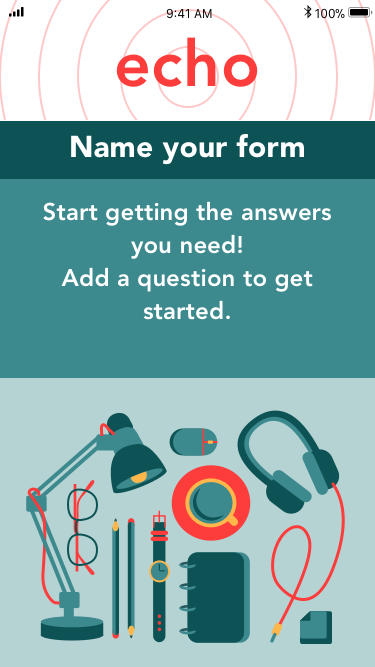 9:41 AM 100%
echo
Name your form
Start getting the answers
you need!
Add a question to get
started.